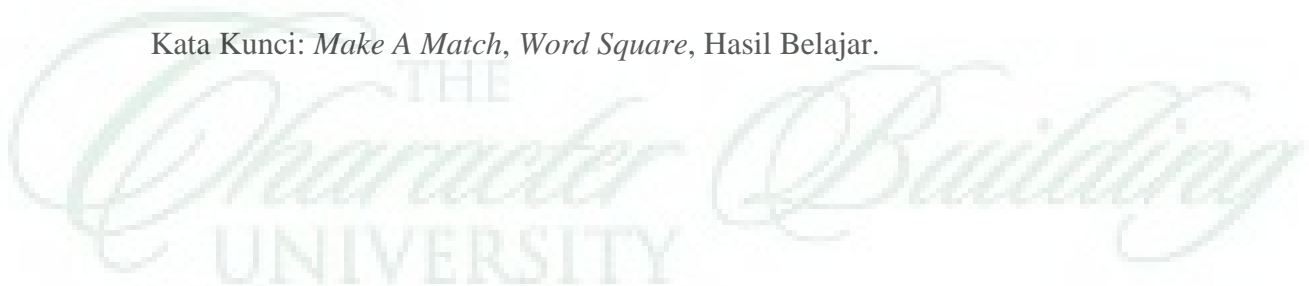 Kata Kunci: Make A Match, Word Square, Hasil Belajar.
THE
Character Building
UNIVERSITY